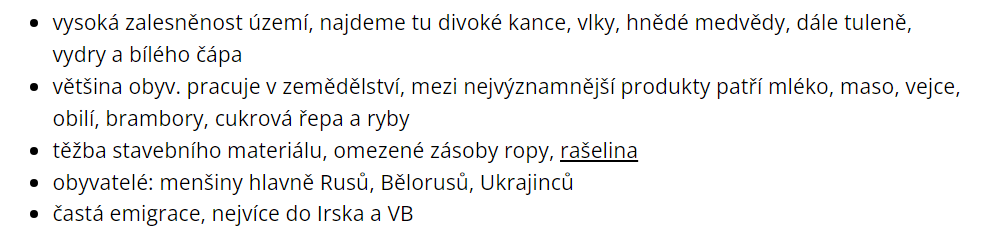 • vysoká zalesněnost území, najdeme tu divoké kance, vlky, hnědé medvědy, dále tuleně,
vydry a bílého čápa
• většina obyv. pracuje v zemědělství, mezi nejvýznamnější produkty patří mléko, maso, vejce,
obilí, brambory, cukrová řepa a ryby
• těžba stavebního materiálu, omezené zásoby ropy, rašelina
• obyvatelé: menšiny hlavně Rusů, Bělorusů, Ukrajinců
• častá emigrace, nejvíce do Irska a VB